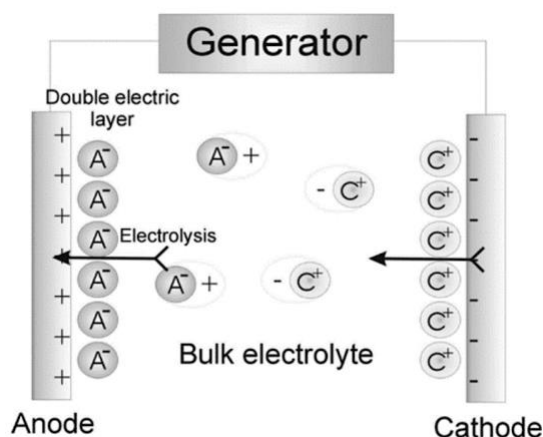 Generator
Double electric
layer
+ A⁻ A⁻ + C⁺ -
+ A⁻ - C⁺ C⁺ -
+ A⁻ C⁺ -
Electrolysis
+ A⁻ A⁻ + - C⁺ C⁺ -
+ A⁻ C⁺ -
+ A⁻ C⁺ -
+ -
Bulk electrolyte
Anode
Cathode